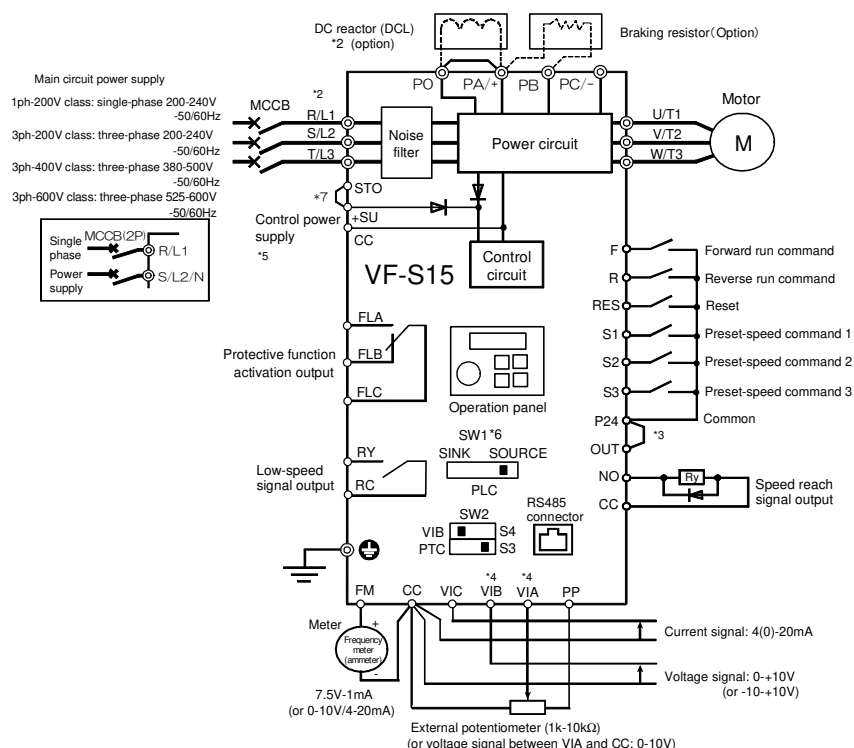 DC reactor (DCL)
*2 (option)
Braking resistor(Option)
PO
PA/+
PB
PC/-
Main circuit power supply
*2
1ph-200V class: single-phase 200-240V
-50/60Hz
3ph-200V class: three-phase 200-240V
-50/60Hz
3ph-400V class: three-phase 380-500V
-50/60Hz
3ph-600V class: three-phase 525-600V
-50/60Hz
MCCB
R/L1
S/L2
T/L3
Noise
filter
Power circuit
U/T1
V/T2
W/T3
Motor
M
STO
*7
+SU
CC
Control power
supply
*5
MCCB(2P)
Single
phase
R/L1
Power
supply
S/L2/N
VF-S15
Control
circuit
F
Forward run command
R
Reverse run command
RES
Reset
S1
Preset-speed command 1
S2
Preset-speed command 2
S3
Preset-speed command 3
P24
Common
OUT
*3
FLA
FLB
FLC
Protective function
activation output
Operation panel
SW1*6
SINK
SOURCE
PLC
RY
RC
Low-speed
signal output
NO
Ry
CC
Speed reach
signal output
SW2
VIB
S4
PTC
S3
RS485
connector
FM
CC
VIC
*4
VIB
*4
VIA
PP
Meter
+
Frequency
meter
(ammeter)
-
7.5V-1mA
(or 0-10V/4-20mA)
Current signal: 4(0)-20mA
Voltage signal: 0-+10V
(or -10-+10V)
External potentiometer (1k-10kΩ)
(or voltage signal between VIA and CC: 0-10V)